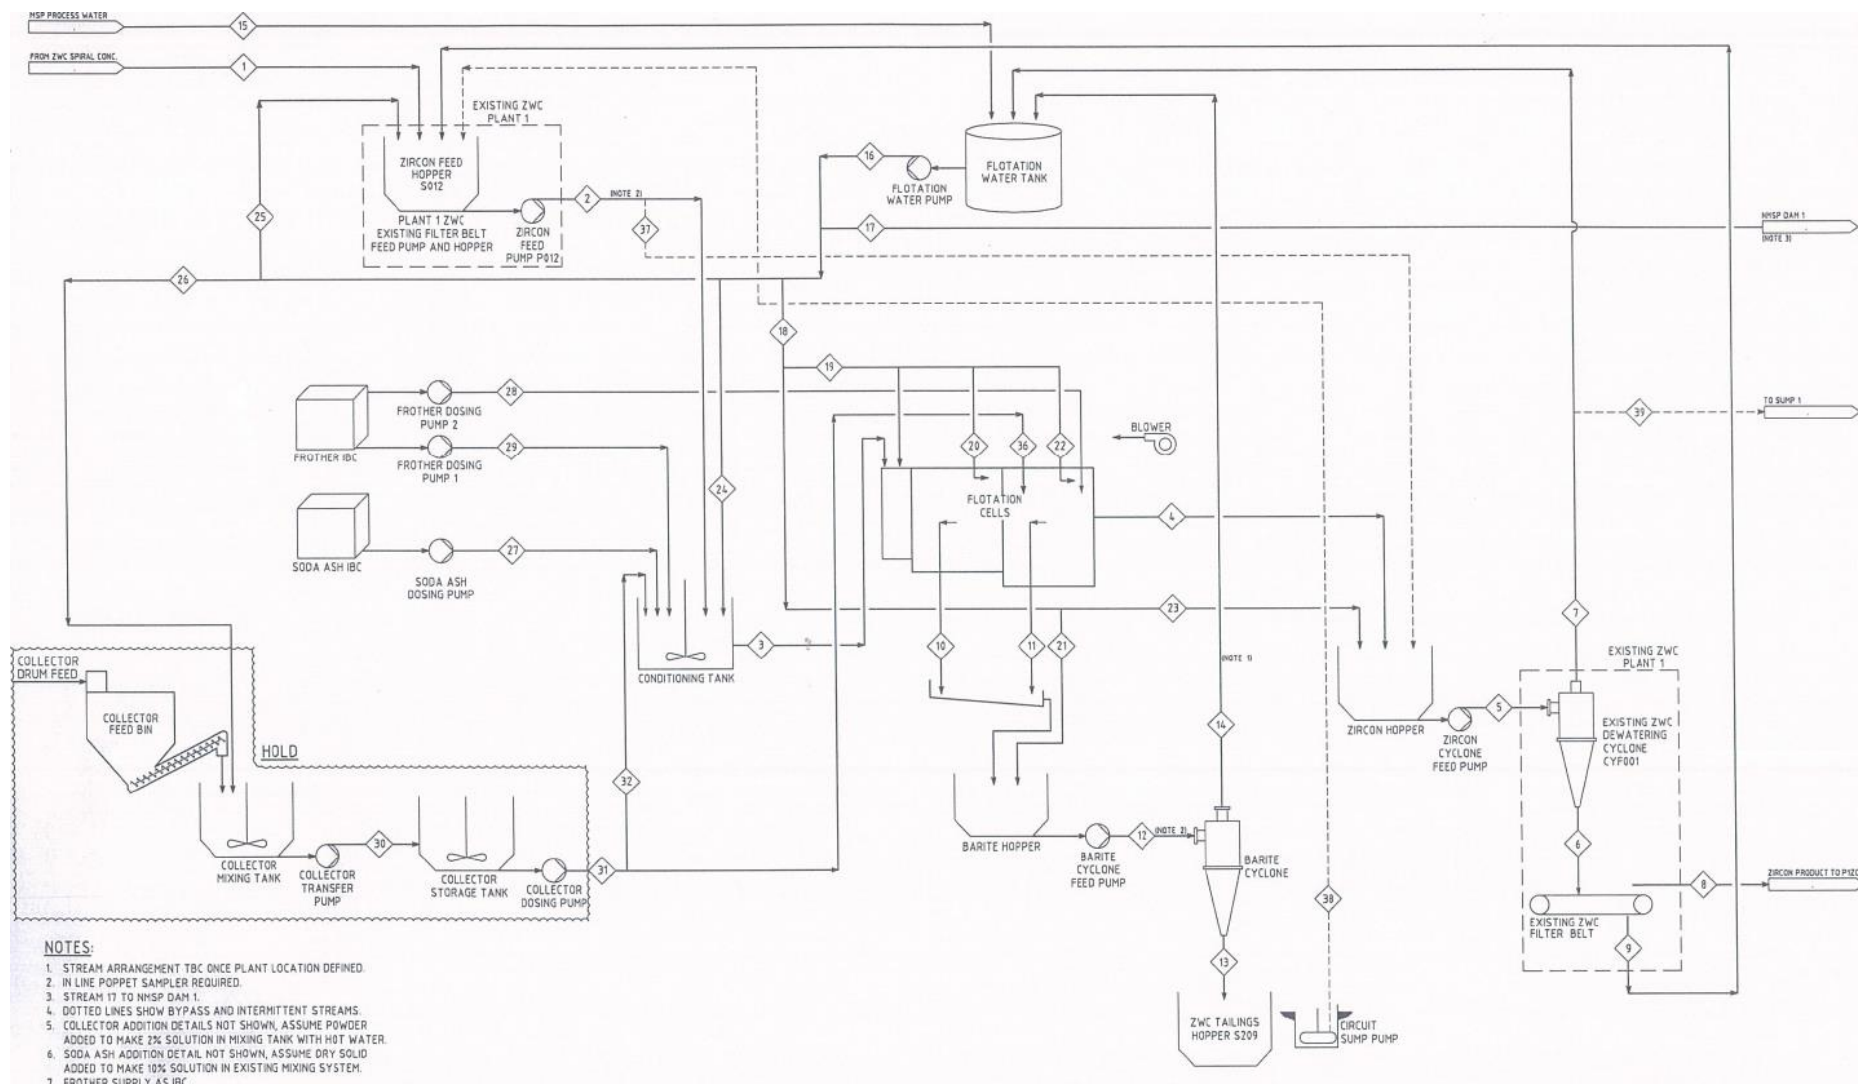 MSP PROCESS WATER
15
FROM ZWC SPIRAL CONC.
1
EXISTING ZWC
PLANT 1
ZIRCON FEED
HOPPER
S012
PLANT 1 ZWC
EXISTING FILTER BELT
FEED PUMP AND HOPPER
ZIRCON
FEED
PUMP P012
2
(NOTE 2)
37
25
26
16
FLOTATION
WATER PUMP
FLOTATION
WATER TANK
17
NMSP DAM 1
(NOTE 3)
18
19
28
FROTHER DOSING
PUMP 2
FROTHER IBC
29
FROTHER DOSING
PUMP 1
24
20
36
22
BLOWER
39
TO SUMP 1
FLOTATION
CELLS
4
SODA ASH IBC
27
SODA ASH
DOSING PUMP
3
CONDITIONING TANK
10
11
21
23
14
(NOTE 1)
7
EXISTING ZWC
PLANT 1
COLLECTOR
DRUM FEED
COLLECTOR
FEED BIN
HOLD
32
ZIRCON HOPPER
5
ZIRCON
CYCLONE
FEED PUMP
EXISTING ZWC
DEWATERING
CYCLONE
CYF001
6
COLLECTOR
MIXING TANK
COLLECTOR
TRANSFER
PUMP
30
COLLECTOR
STORAGE TANK
COLLECTOR
DOSING PUMP
31
BARITE HOPPER
BARITE
CYCLONE
FEED PUMP
12
(NOTE 2)
BARITE
CYCLONE
38
8
ZIRCON PRODUCT TO P1ZC
EXISTING ZWC
FILTER BELT
9
13
ZWC TAILINGS
HOPPER S209
CIRCUIT
SUMP PUMP
NOTES:
1. STREAM ARRANGEMENT TBC ONCE PLANT LOCATION DEFINED.
2. IN LINE POPPET SAMPLER REQUIRED.
3. STREAM 17 TO NMSP DAM 1.
4. DOTTED LINES SHOW BYPASS AND INTERMITTENT STREAMS.
5. COLLECTOR ADDITION DETAILS NOT SHOWN, ASSUME POWDER
ADDED TO MAKE 2% SOLUTION IN MIXING TANK WITH HOT WATER.
6. SODA ASH ADDITION DETAIL NOT SHOWN, ASSUME DRY SOLID
ADDED TO MAKE 10% SOLUTION IN EXISTING MIXING SYSTEM.
7. FROTHER SUPPLY AS IBC